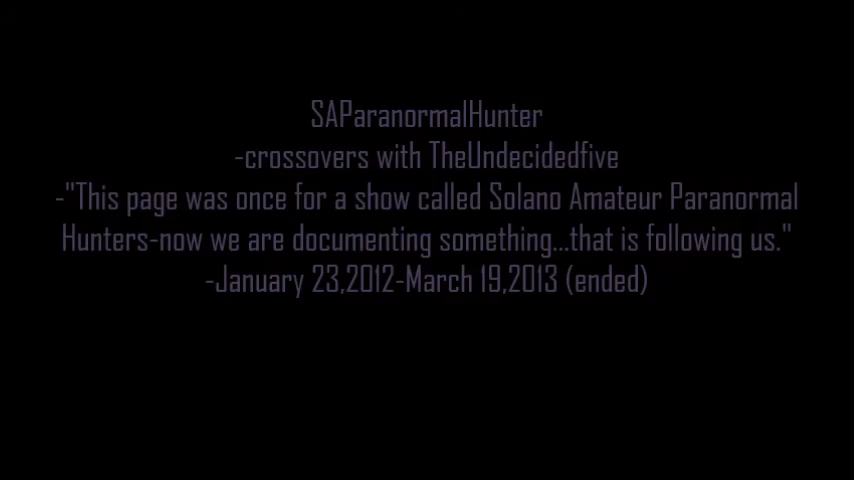 SAParanormalHunter
-crossovers with TheUndecidedfive
-"This page was once for a show called Solano Amateur Paranormal
Hunters-now we are documenting something...that is following us."
-January 23,2012-March 19,2013 (ended)